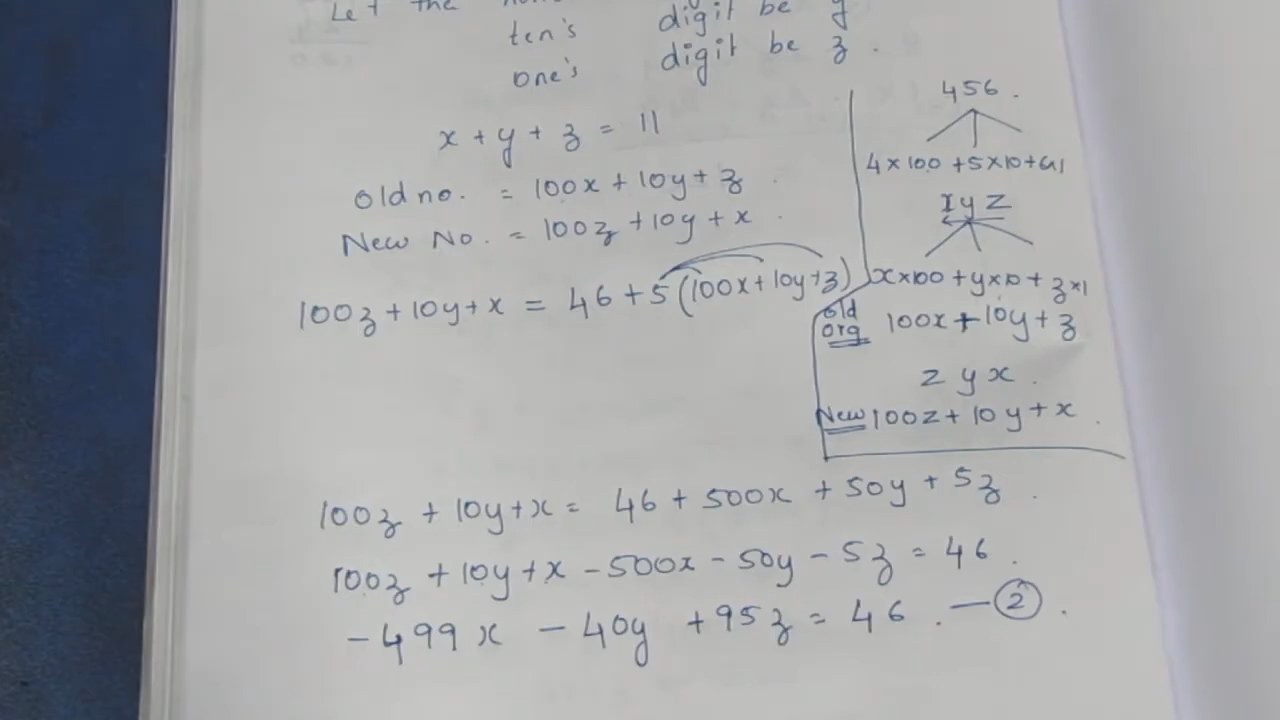 Let the
ten's digit be y
one's digit be z.
x + y + z = 11
old no. = 100x + 10y + z.
New No. = 100z + 10y + x.
100z + 10y + x = 46 + 5(100x + 10y + z)
456.
4 × 100 + 5 × 10 + 6×1
x y z
x×100 + y×10 + z×1
old
org 100x + 10y + z
z y x.
New 100z + 10y + x.
100z + 10y + x = 46 + 500x + 50y + 5z.
100z + 10y + x - 500x - 50y - 5z = 46.
-499x - 40y + 95z = 46. — ②.